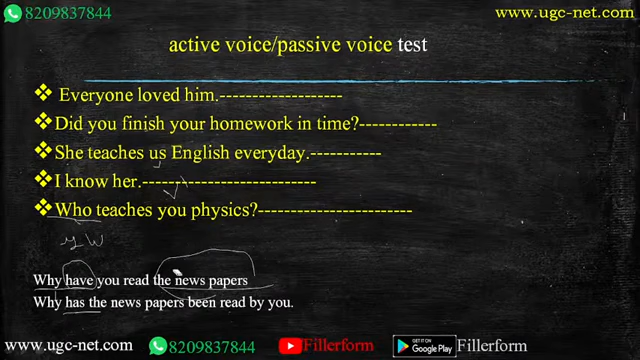 8209837844 www.ugc-net.com
active voice/passive voice test
❖ Everyone loved him.-------------------
❖ Did you finish your homework in time?------------
❖ She teaches us English everyday.-----------
❖ I know her.---------------------------
❖ Who teaches you physics?------------------------
Why have you read the news papers
Why has the news papers been read by you.
www.ugc-net.com 8209837844 Fillerform GET IT ON Google Play Fillerform